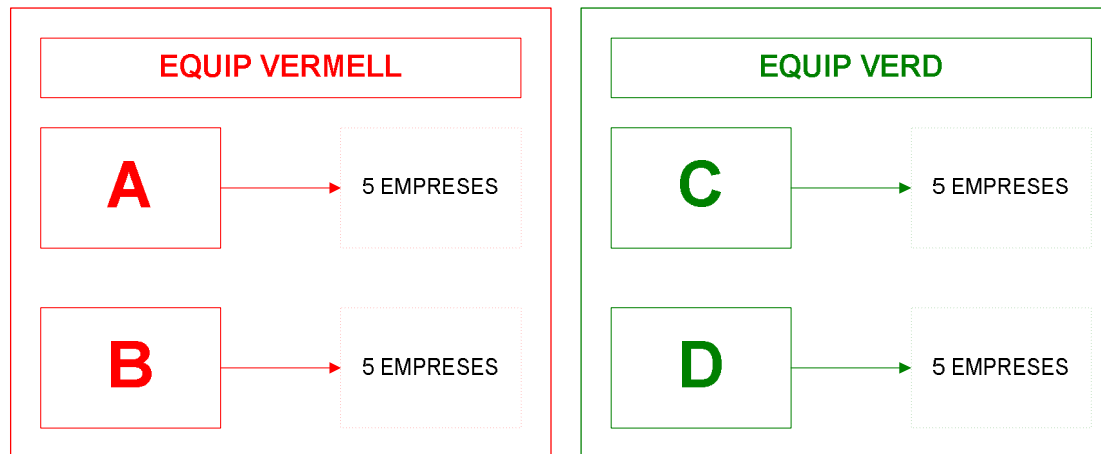 EQUIP VERMELL
A
5 EMPRESES
B
5 EMPRESES
EQUIP VERD
C
5 EMPRESES
D
5 EMPRESES